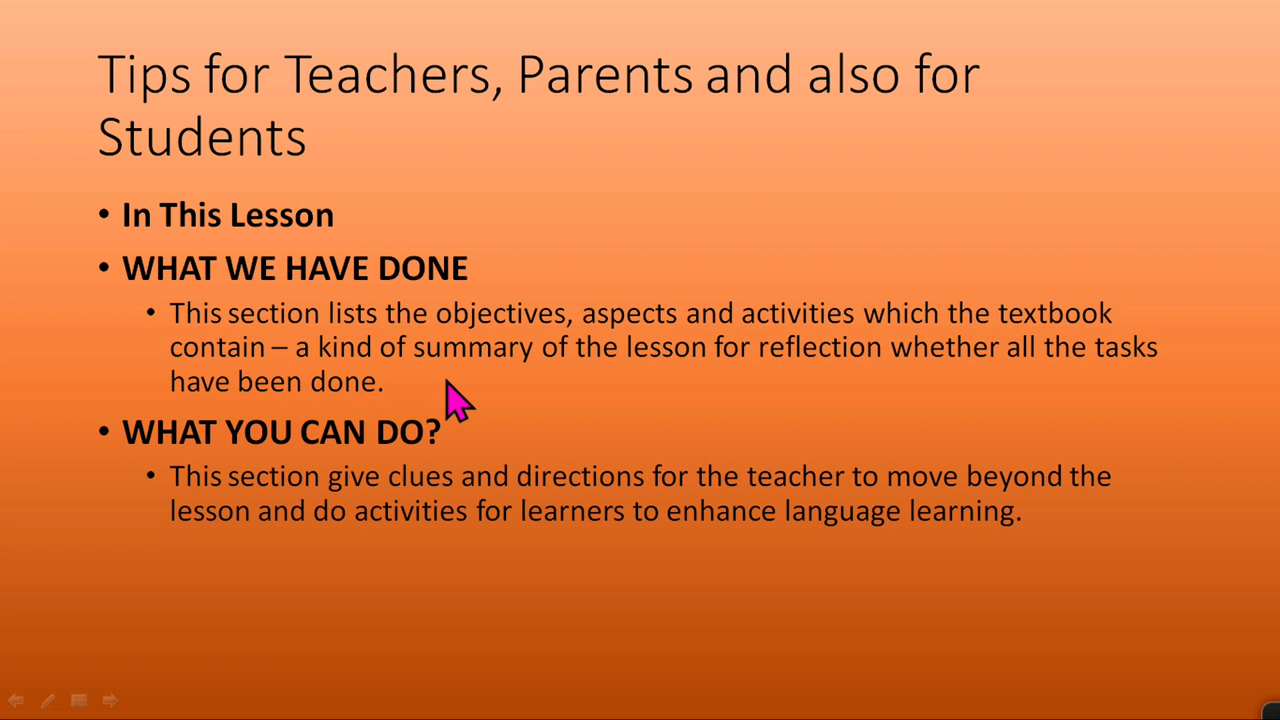 Tips for Teachers, Parents and also for
Students
• In This Lesson
• WHAT WE HAVE DONE
• This section lists the objectives, aspects and activities which the textbook
contain – a kind of summary of the lesson for reflection whether all the tasks
have been done.
• WHAT YOU CAN DO?
• This section give clues and directions for the teacher to move beyond the
lesson and do activities for learners to enhance language learning.